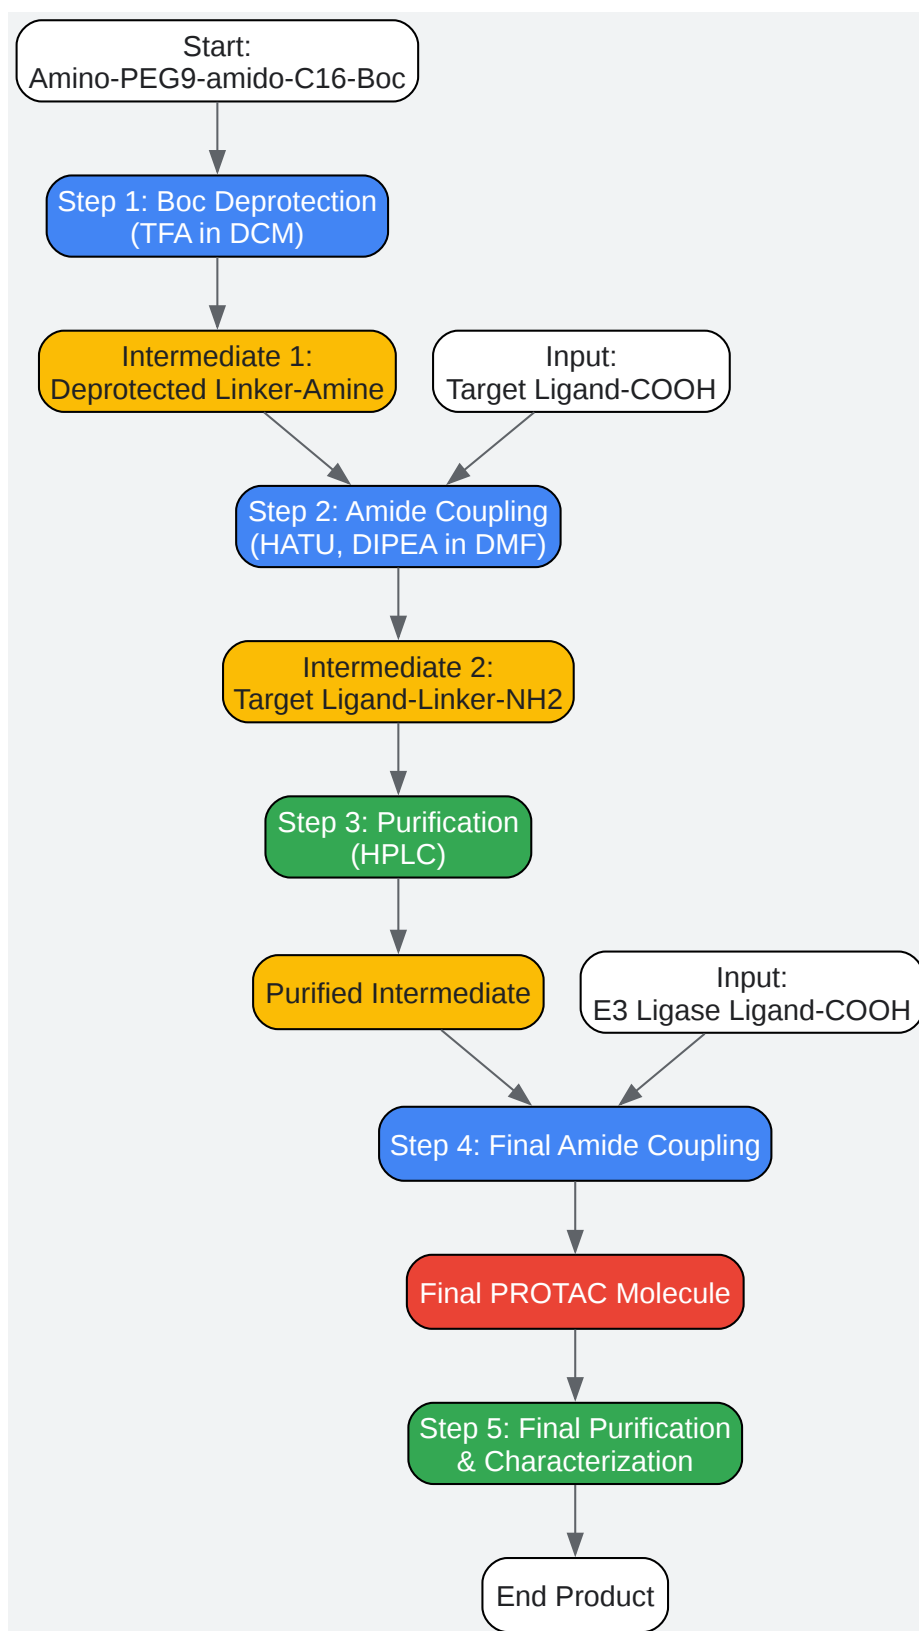 Start:
Amino-PEG9-amido-C16-Boc
Step 1: Boc Deprotection
(TFA in DCM)
Intermediate 1:
Deprotected Linker-Amine
Input:
Target Ligand-COOH
Step 2: Amide Coupling
(HATU, DIPEA in DMF)
Intermediate 2:
Target Ligand-Linker-NH2
Step 3: Purification
(HPLC)
Purified Intermediate
Input:
E3 Ligase Ligand-COOH
Step 4: Final Amide Coupling
Final PROTAC Molecule
Step 5: Final Purification
& Characterization
End Product